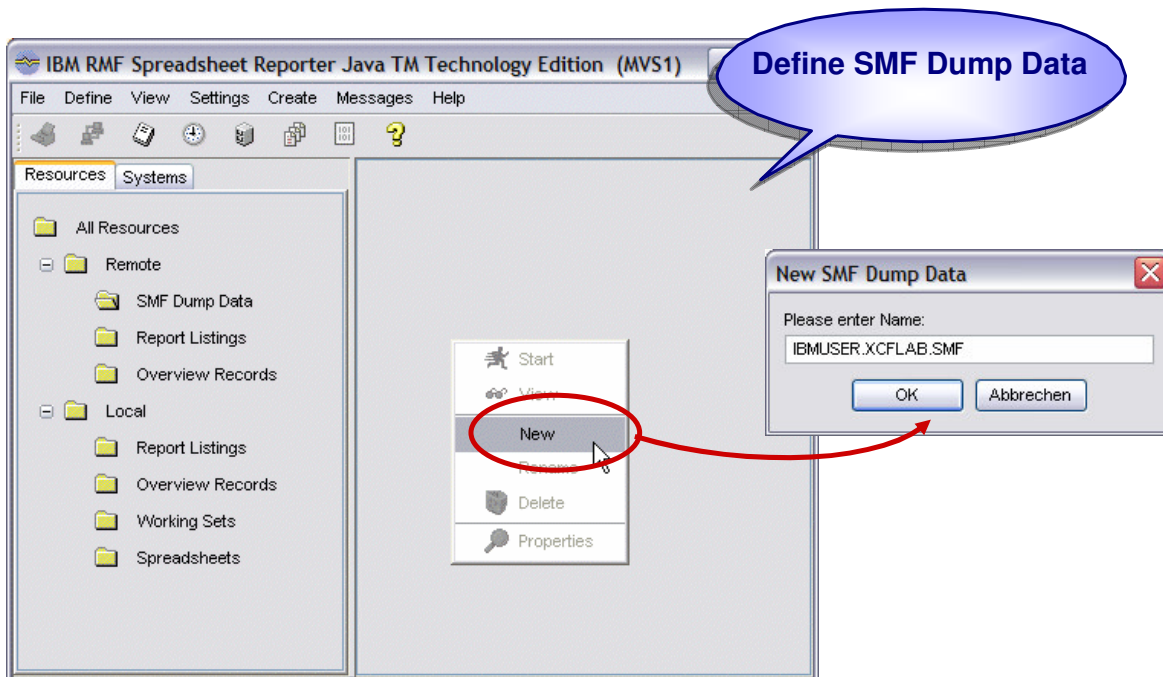 Define SMF Dump Data
IBM RMF Spreadsheet Reporter Java TM Technology Edition (MVS1)
File Define View Settings Create Messages Help
Resources Systems
All Resources
Remote
SMF Dump Data
Report Listings
Overview Records
Local
Report Listings
Overview Records
Working Sets
Spreadsheets
Start
View
New
Rename
Delete
Properties
New SMF Dump Data
Please enter Name:
IBMUSER.XCFLAB.SMF
OK Abbrechen